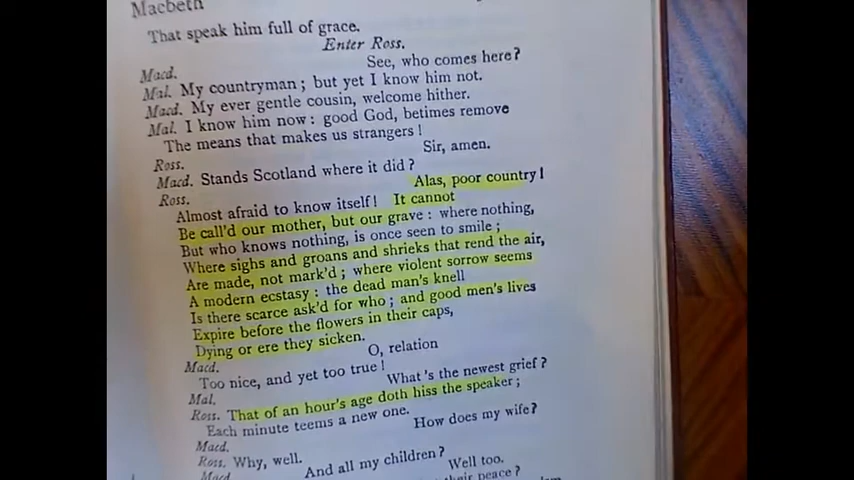 Macbeth
That speak him full of grace.
Enter Ross.
Macd. See, who comes here?
Mal. My countryman; but yet I know him not.
Macd. My ever gentle cousin, welcome hither.
Mal. I know him now: good God, betimes remove
The means that makes us strangers!
Ross. Sir, amen.
Macd. Stands Scotland where it did?
Ross. Alas, poor country!
Almost afraid to know itself! It cannot
Be call'd our mother, but our grave: where nothing,
But who knows nothing, is once seen to smile;
Where sighs and groans and shrieks that rend the air,
Are made, not mark'd; where violent sorrow seems
A modern ecstasy: the dead man's knell
Is there scarce ask'd for who; and good men's lives
Expire before the flowers in their caps,
Dying or ere they sicken.
Macd. O, relation
Too nice, and yet too true!
Mal. What's the newest grief?
Ross. That of an hour's age doth hiss the speaker;
Each minute teems a new one.
Macd. How does my wife?
Ross. Why, well.
Macd. And all my children?
Well too.
their peace?